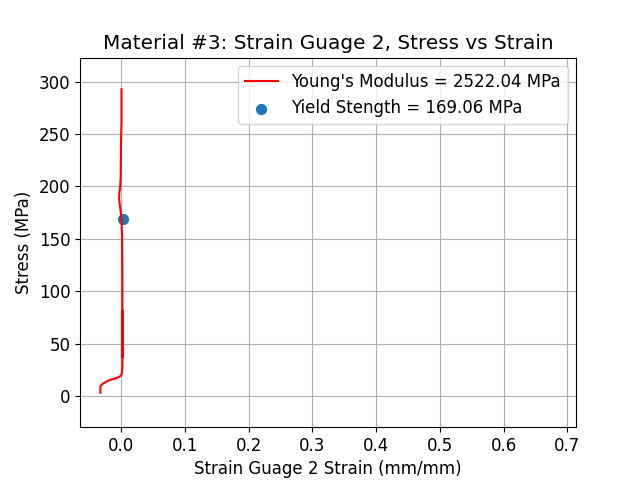 Material #3: Strain Guage 2, Stress vs Strain
Young's Modulus = 2522.04 MPa
Yield Stength = 169.06 MPa
Stress (MPa)
300
250
200
150
100
50
0
0.0 0.1 0.2 0.3 0.4 0.5 0.6 0.7
Strain Guage 2 Strain (mm/mm)